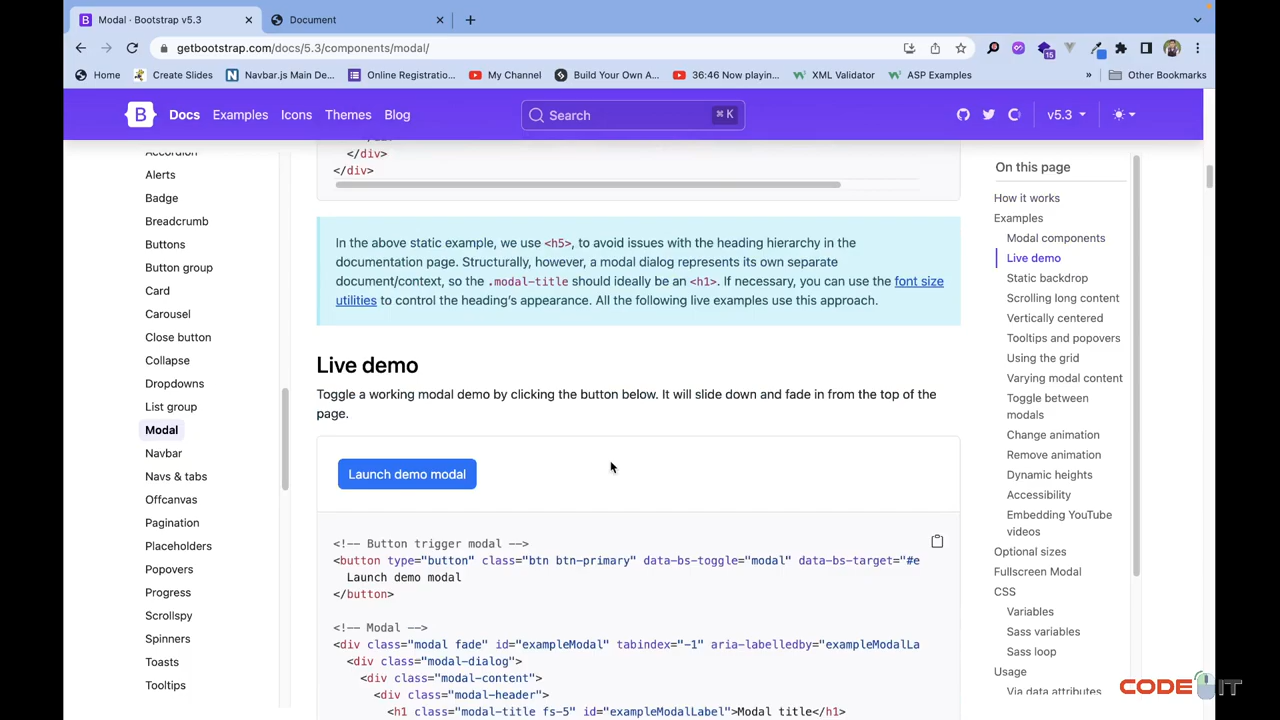 Modal · Bootstrap v5.3
Document
getbootstrap.com/docs/5.3/components/modal/
15
Home
Create Slides
Navbar.js Main De...
Online Registratio...
My Channel
Build Your Own A...
36:46 Now playin...
XML Validator
ASP Examples
»
Other Bookmarks
B
Docs
Examples
Icons
Themes
Blog
Search
⌘ K
v5.3
Accordion
Alerts
Badge
Breadcrumb
Buttons
Button group
Card
Carousel
Close button
Collapse
Dropdowns
List group
Modal
Navbar
Navs & tabs
Offcanvas
Pagination
Placeholders
Popovers
Progress
Scrollspy
Spinners
Toasts
Tooltips
</div>
</div>
In the above static example, we use <h5>, to avoid issues with the heading hierarchy in the
documentation page. Structurally, however, a modal dialog represents its own separate
document/context, so the .modal-title should ideally be an <h1>. If necessary, you can use the font size
utilities to control the heading's appearance. All the following live examples use this approach.
Live demo
Toggle a working modal demo by clicking the button below. It will slide down and fade in from the top of the
page.
Launch demo modal
<!-- Button trigger modal -->
<button type="button" class="btn btn-primary" data-bs-toggle="modal" data-bs-target="#e
Launch demo modal
</button>
<!-- Modal -->
<div class="modal fade" id="exampleModal" tabindex="-1" aria-labelledby="exampleModalLa
<div class="modal-dialog">
<div class="modal-content">
<div class="modal-header">
<h1 class="modal-title fs-5" id="exampleModalLabel">Modal title</h1>
On this page
How it works
Examples
Modal components
Live demo
Static backdrop
Scrolling long content
Vertically centered
Tooltips and popovers
Using the grid
Varying modal content
Toggle between
modals
Change animation
Remove animation
Dynamic heights
Accessibility
Embedding YouTube
videos
Optional sizes
Fullscreen Modal
CSS
Variables
Sass variables
Sass loop
Usage
Via data attributes
CODE IT